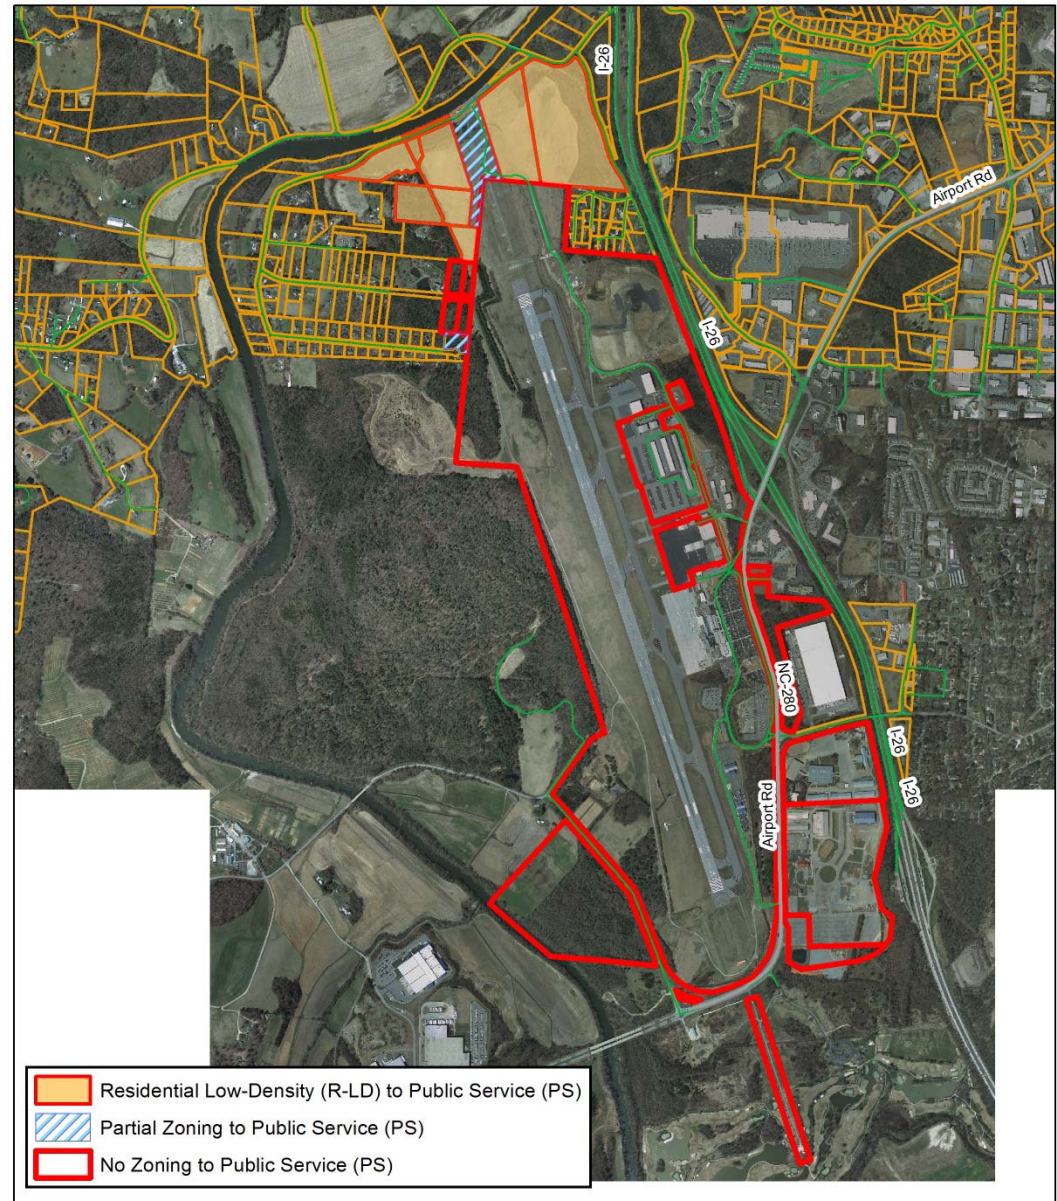 I-26
Airport Rd
I-26
NC-280
I-26
I-26
Airport Rd
Residential Low-Density (R-LD) to Public Service (PS)
Partial Zoning to Public Service (PS)
No Zoning to Public Service (PS)